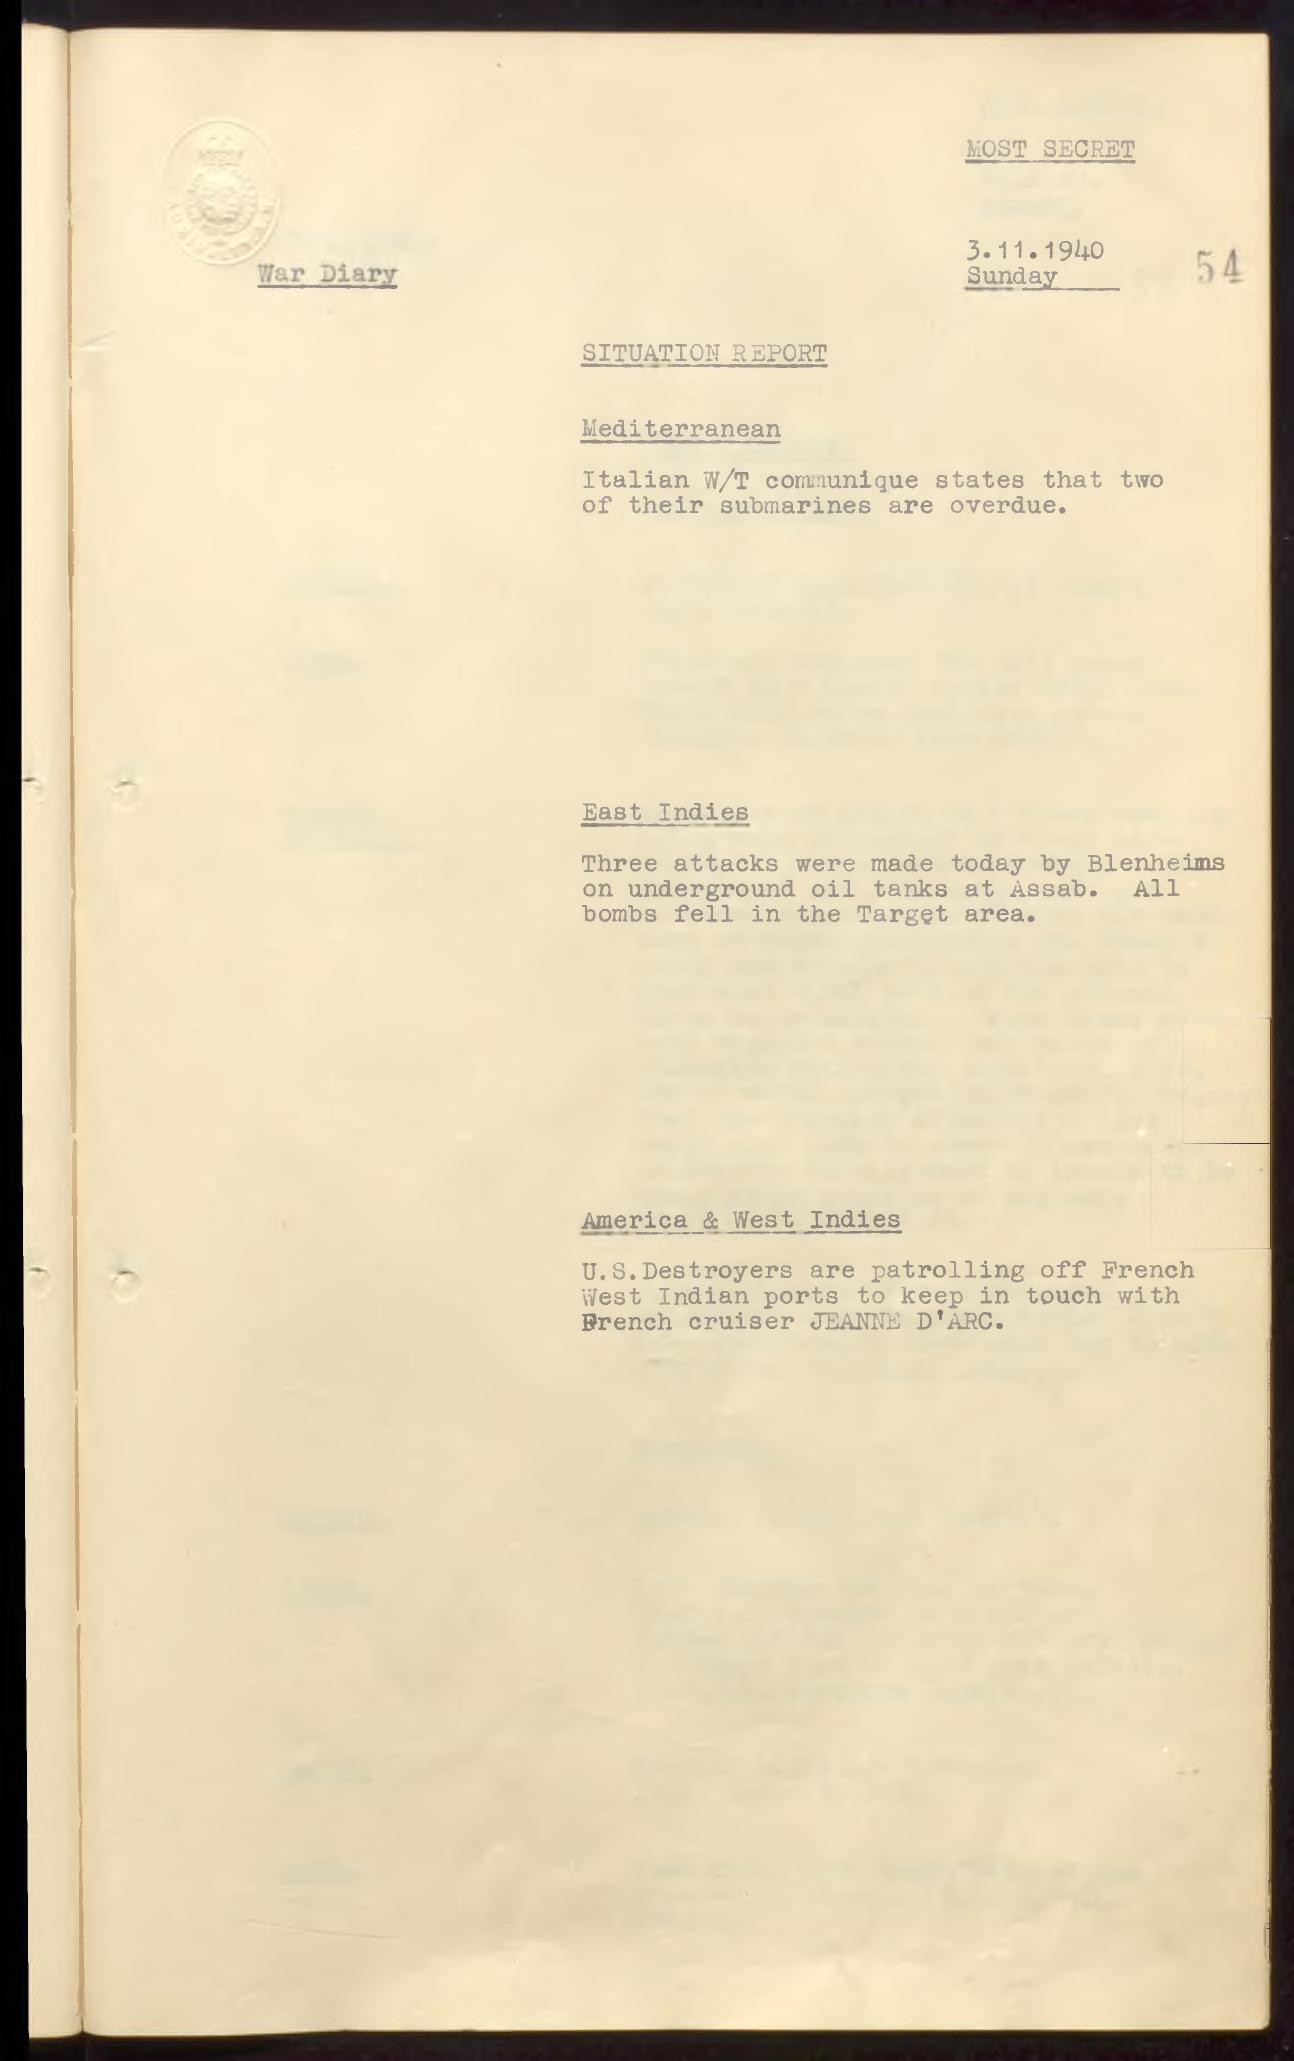 MOST SECRET
3.11.1940
Sunday
54
War Diary
SITUATION REPORT
Mediterranean
Italian W/T communique states that two
of their submarines are overdue.
East Indies
Three attacks were made today by Blenheims
on underground oil tanks at Assab. All
bombs fell in the Target area.
America & West Indies
U.S.Destroyers are patrolling off French
West Indian ports to keep in touch with
French cruiser JEANNE D'ARC.